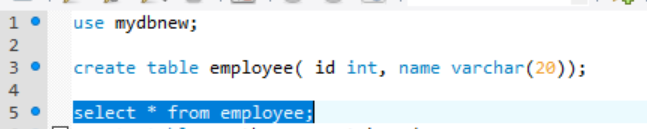 1 use mydbnew;
2
3 create table employee( id int, name varchar(20));
4
5 select * from employee;